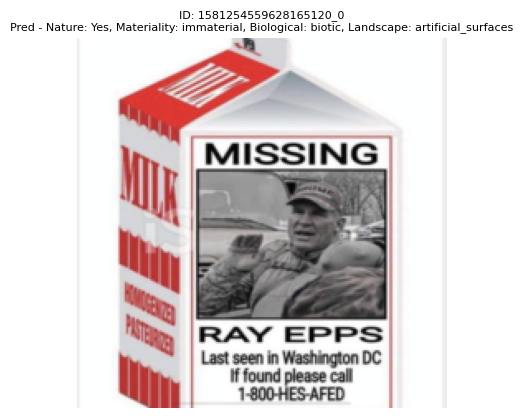 ID: 1581254559628165120_0
Pred - Nature: Yes, Materiality: immaterial, Biological: biotic, Landscape: artificial_surfaces
MILK
MILK
HOMOGENIZED
PASTEURIZED
MISSING
RAY EPPS
Last seen in Washington DC
If found please call
1-800-HES-AFED